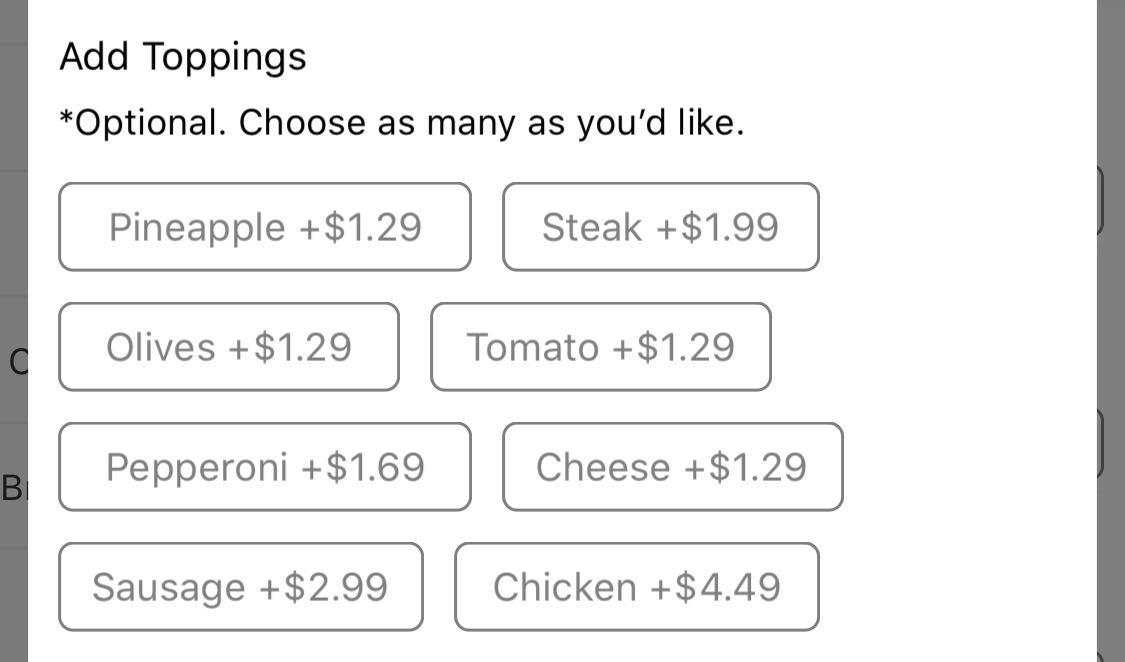 Add Toppings
*Optional. Choose as many as you’d like.
Pineapple +$1.29
Steak +$1.99
Olives +$1.29
Tomato +$1.29
Pepperoni +$1.69
Cheese +$1.29
Sausage +$2.99
Chicken +$4.49